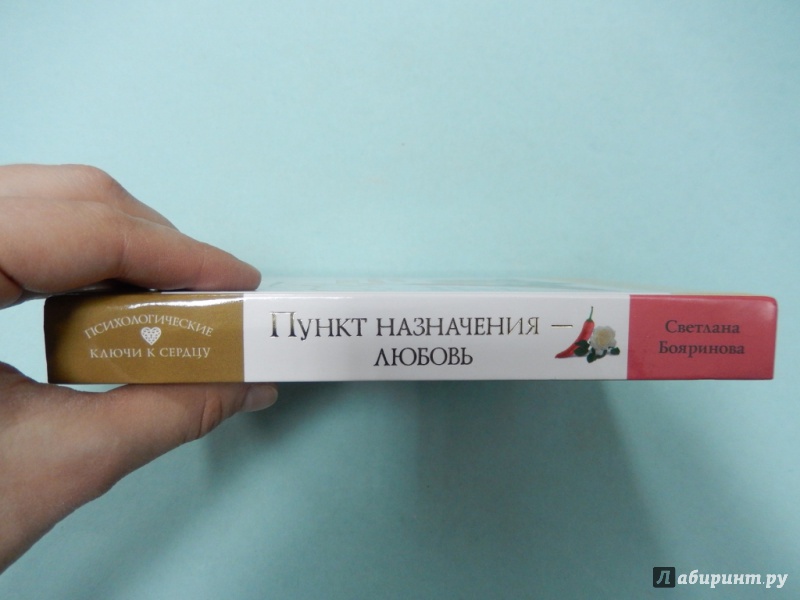 ПСИХОЛОГИЧЕСКИЕ
КЛЮЧИ К СЕРДЦУ
Пункт назначения —
любовь
Светлана
Бояринова
Лабиринт.ру